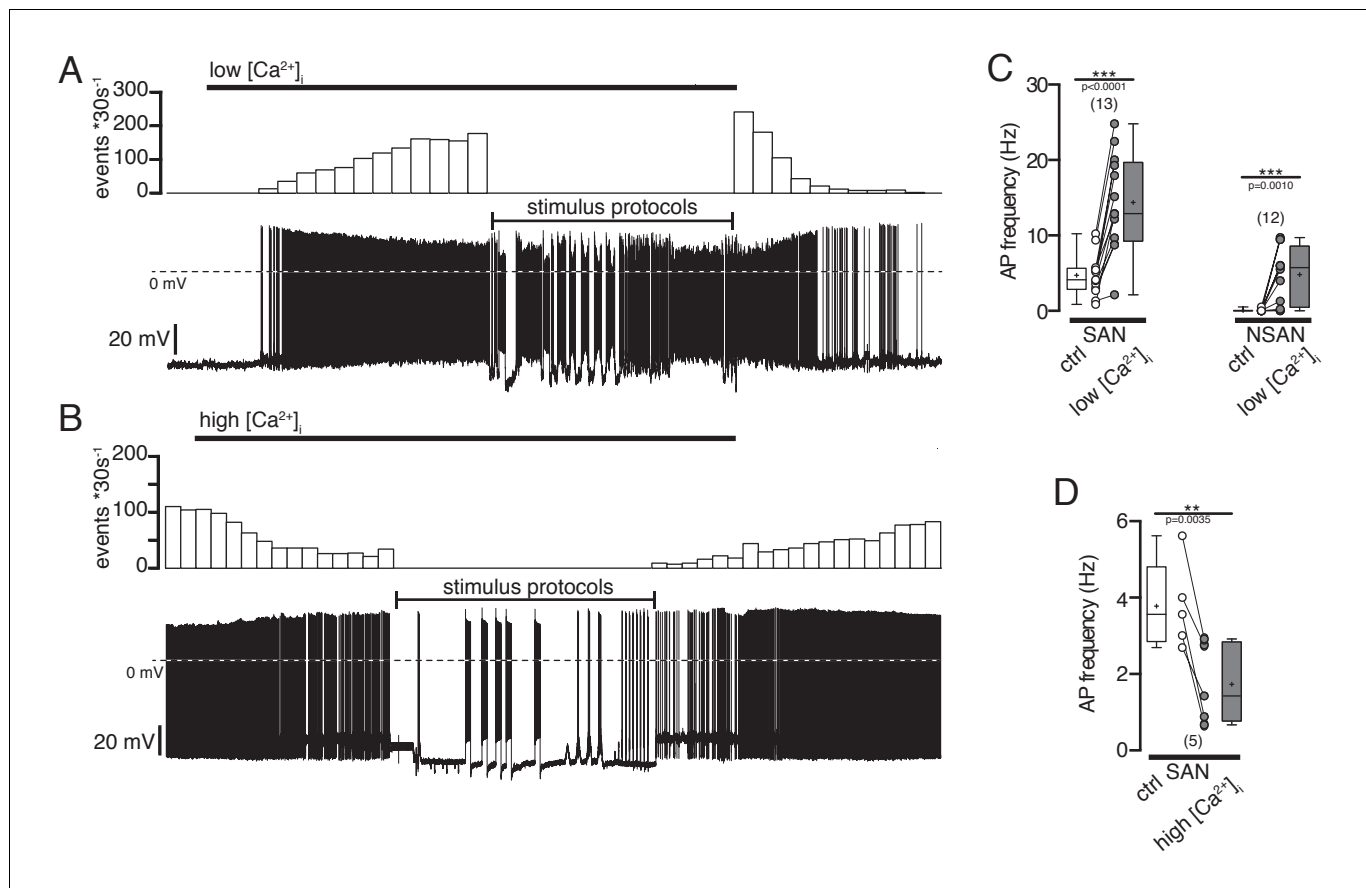 A
low [Ca²⁺]ᵢ
events *30s⁻¹
300
200
100
0
stimulus protocols
0 mV
20 mV
B
high [Ca²⁺]ᵢ
events *30s⁻¹
200
100
0
stimulus protocols
0 mV
20 mV
C
AP frequency (Hz)
30
20
10
0
***
p<0.0001
(13)
***
p=0.0010
(12)
SAN
NSAN
ctrl
low [Ca²⁺]ᵢ
ctrl
low [Ca²⁺]ᵢ
D
AP frequency (Hz)
6
4
2
0
**
p=0.0035
(5)
SAN
ctrl
high [Ca²⁺]ᵢ